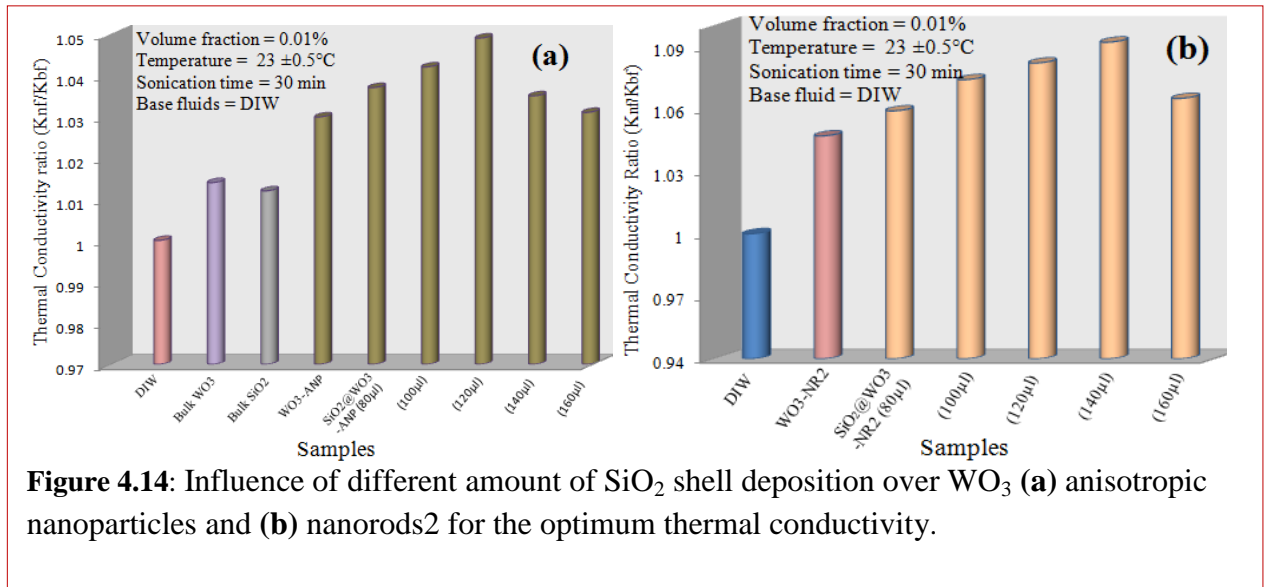 Volume fraction = 0.01%
Temperature = 23 ±0.5°C
Sonication time = 30 min
Base fluids = DIW
(a)
Thermal Conductivity ratio (Knf/Kbf)
1.05
1.04
1.03
1.02
1.01
1
0.99
0.98
0.97
DIW
Bulk WO3
Bulk SiO2
WO3-ANP
SiO2@WO3
-ANP (80µl)
(100µl)
(120µl)
(140µl)
(160µl)
Samples
Volume fraction = 0.01%
Temperature = 23 ±0.5°C
Sonication time = 30 min
Base fluid = DIW
(b)
Thermal Conductivity Ratio (Knf/Kbf)
1.09
1.06
1.03
1
0.97
0.94
DIW
WO3-NR2
SiO2@WO3
-NR2 (80µl)
(100µl)
(120µl)
(140µl)
(160µl)
Samples
Figure 4.14: Influence of different amount of SiO₂ shell deposition over WO₃ (a) anisotropic
nanoparticles and (b) nanorods2 for the optimum thermal conductivity.